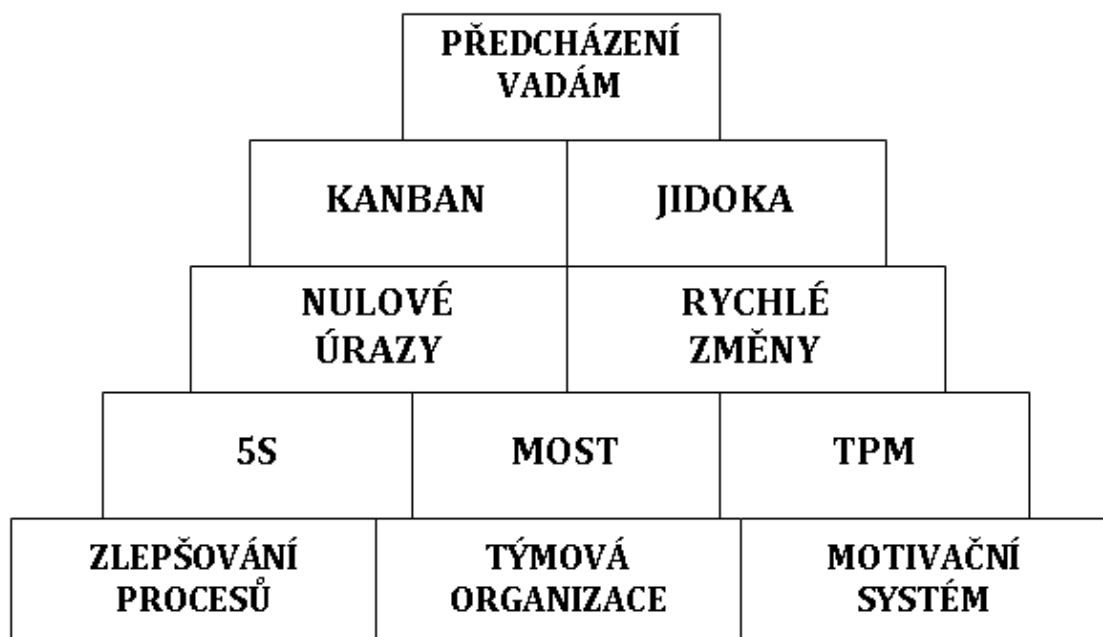 PŘEDCHÁZENÍ
VADÁM
KANBAN
JIDOKA
NULOVÉ
ÚRAZY
RYCHLÉ
ZMĚNY
5S
MOST
TPM
ZLEPŠOVÁNÍ
PROCESŮ
TÝMOVÁ
ORGANIZACE
MOTIVAČNÍ
SYSTÉM